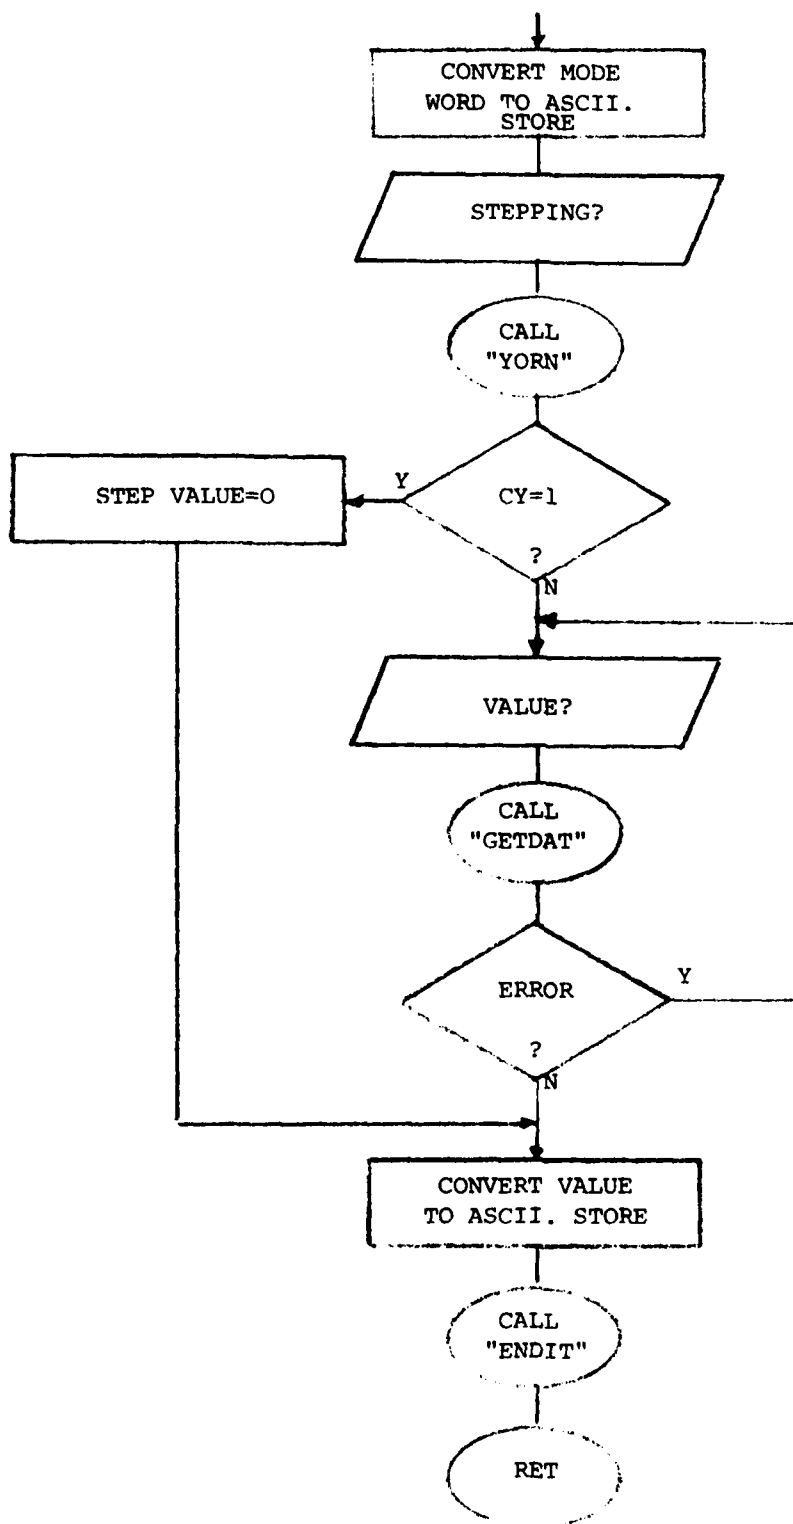 CONVERT MODE
WORD TO ASCII.
STORE
STEPPING?
CALL
"YORN"
Y
STEP VALUE=O
CY=1
?
N
VALUE?
CALL
"GETDAT"
Y
ERROR
?
N
CONVERT VALUE
TO ASCII. STORE
CALL
"ENDIT"
RET